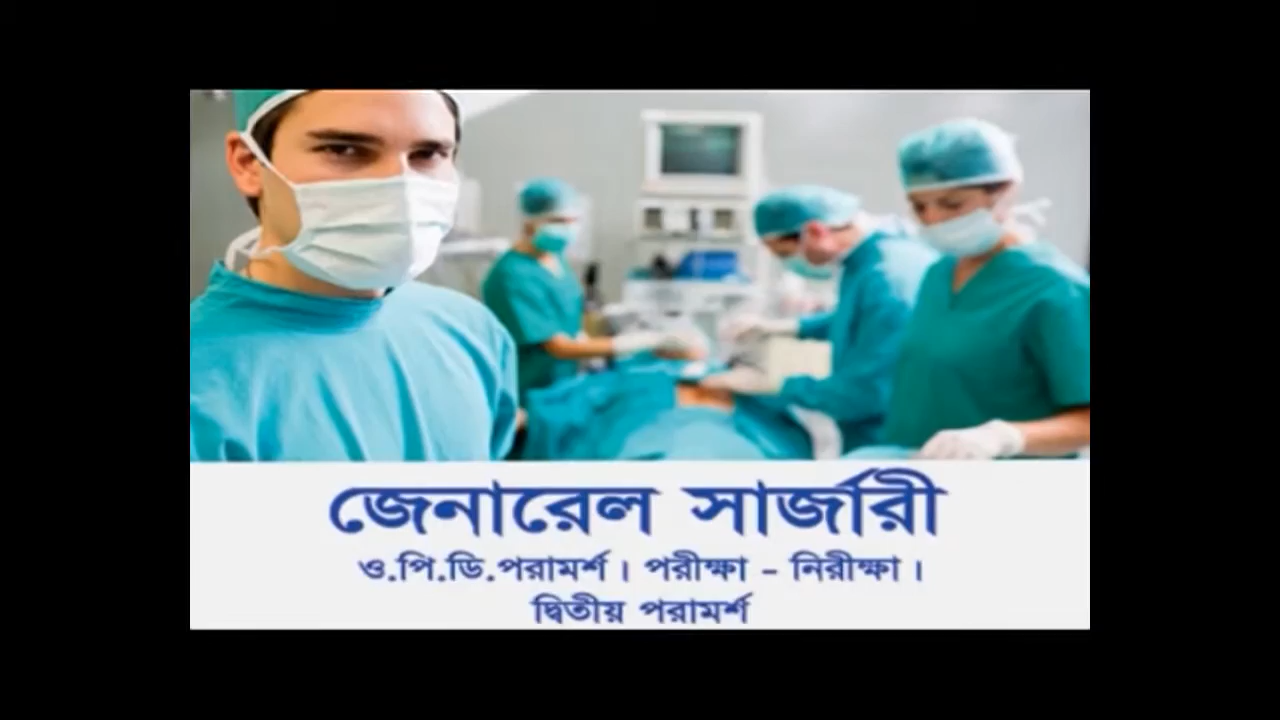 জেনারেল সার্জারী
ও.পি.ডি.পরামর্শ । পরীক্ষা - নিরীক্ষা ।
দ্বিতীয় পরামর্শ